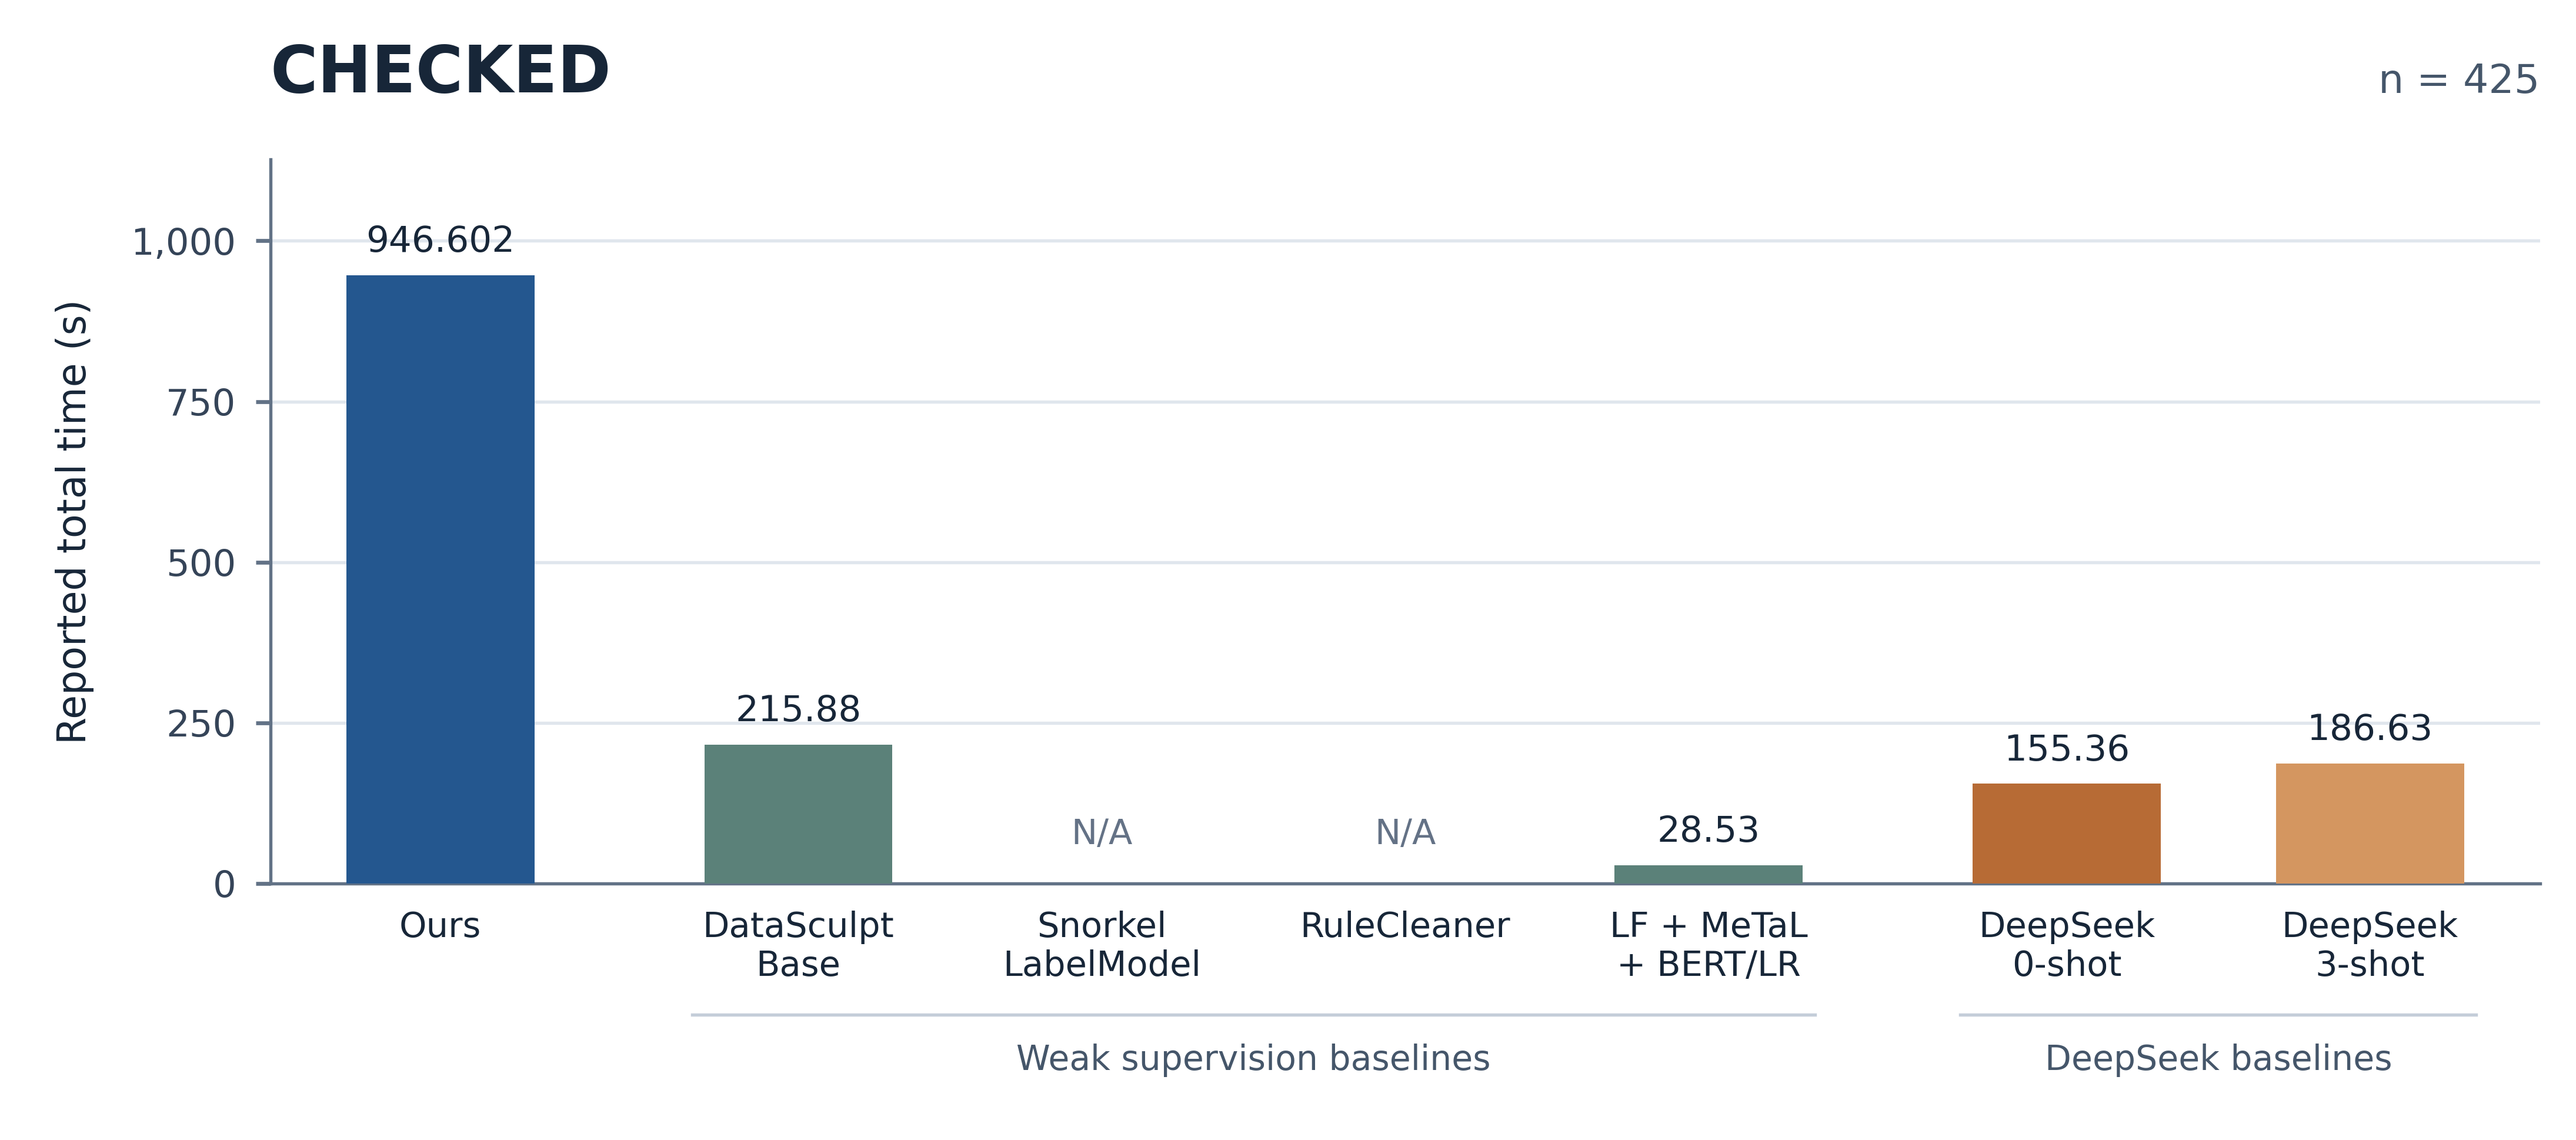 CHECKED
n = 425
Reported total time (s)
1,000
750
500
250
0
946.602
215.88
N/A
N/A
28.53
155.36
186.63
Ours
DataSculpt
Base
Snorkel
LabelModel
RuleCleaner
LF + MeTaL
+ BERT/LR
DeepSeek
0-shot
DeepSeek
3-shot
Weak supervision baselines
DeepSeek baselines